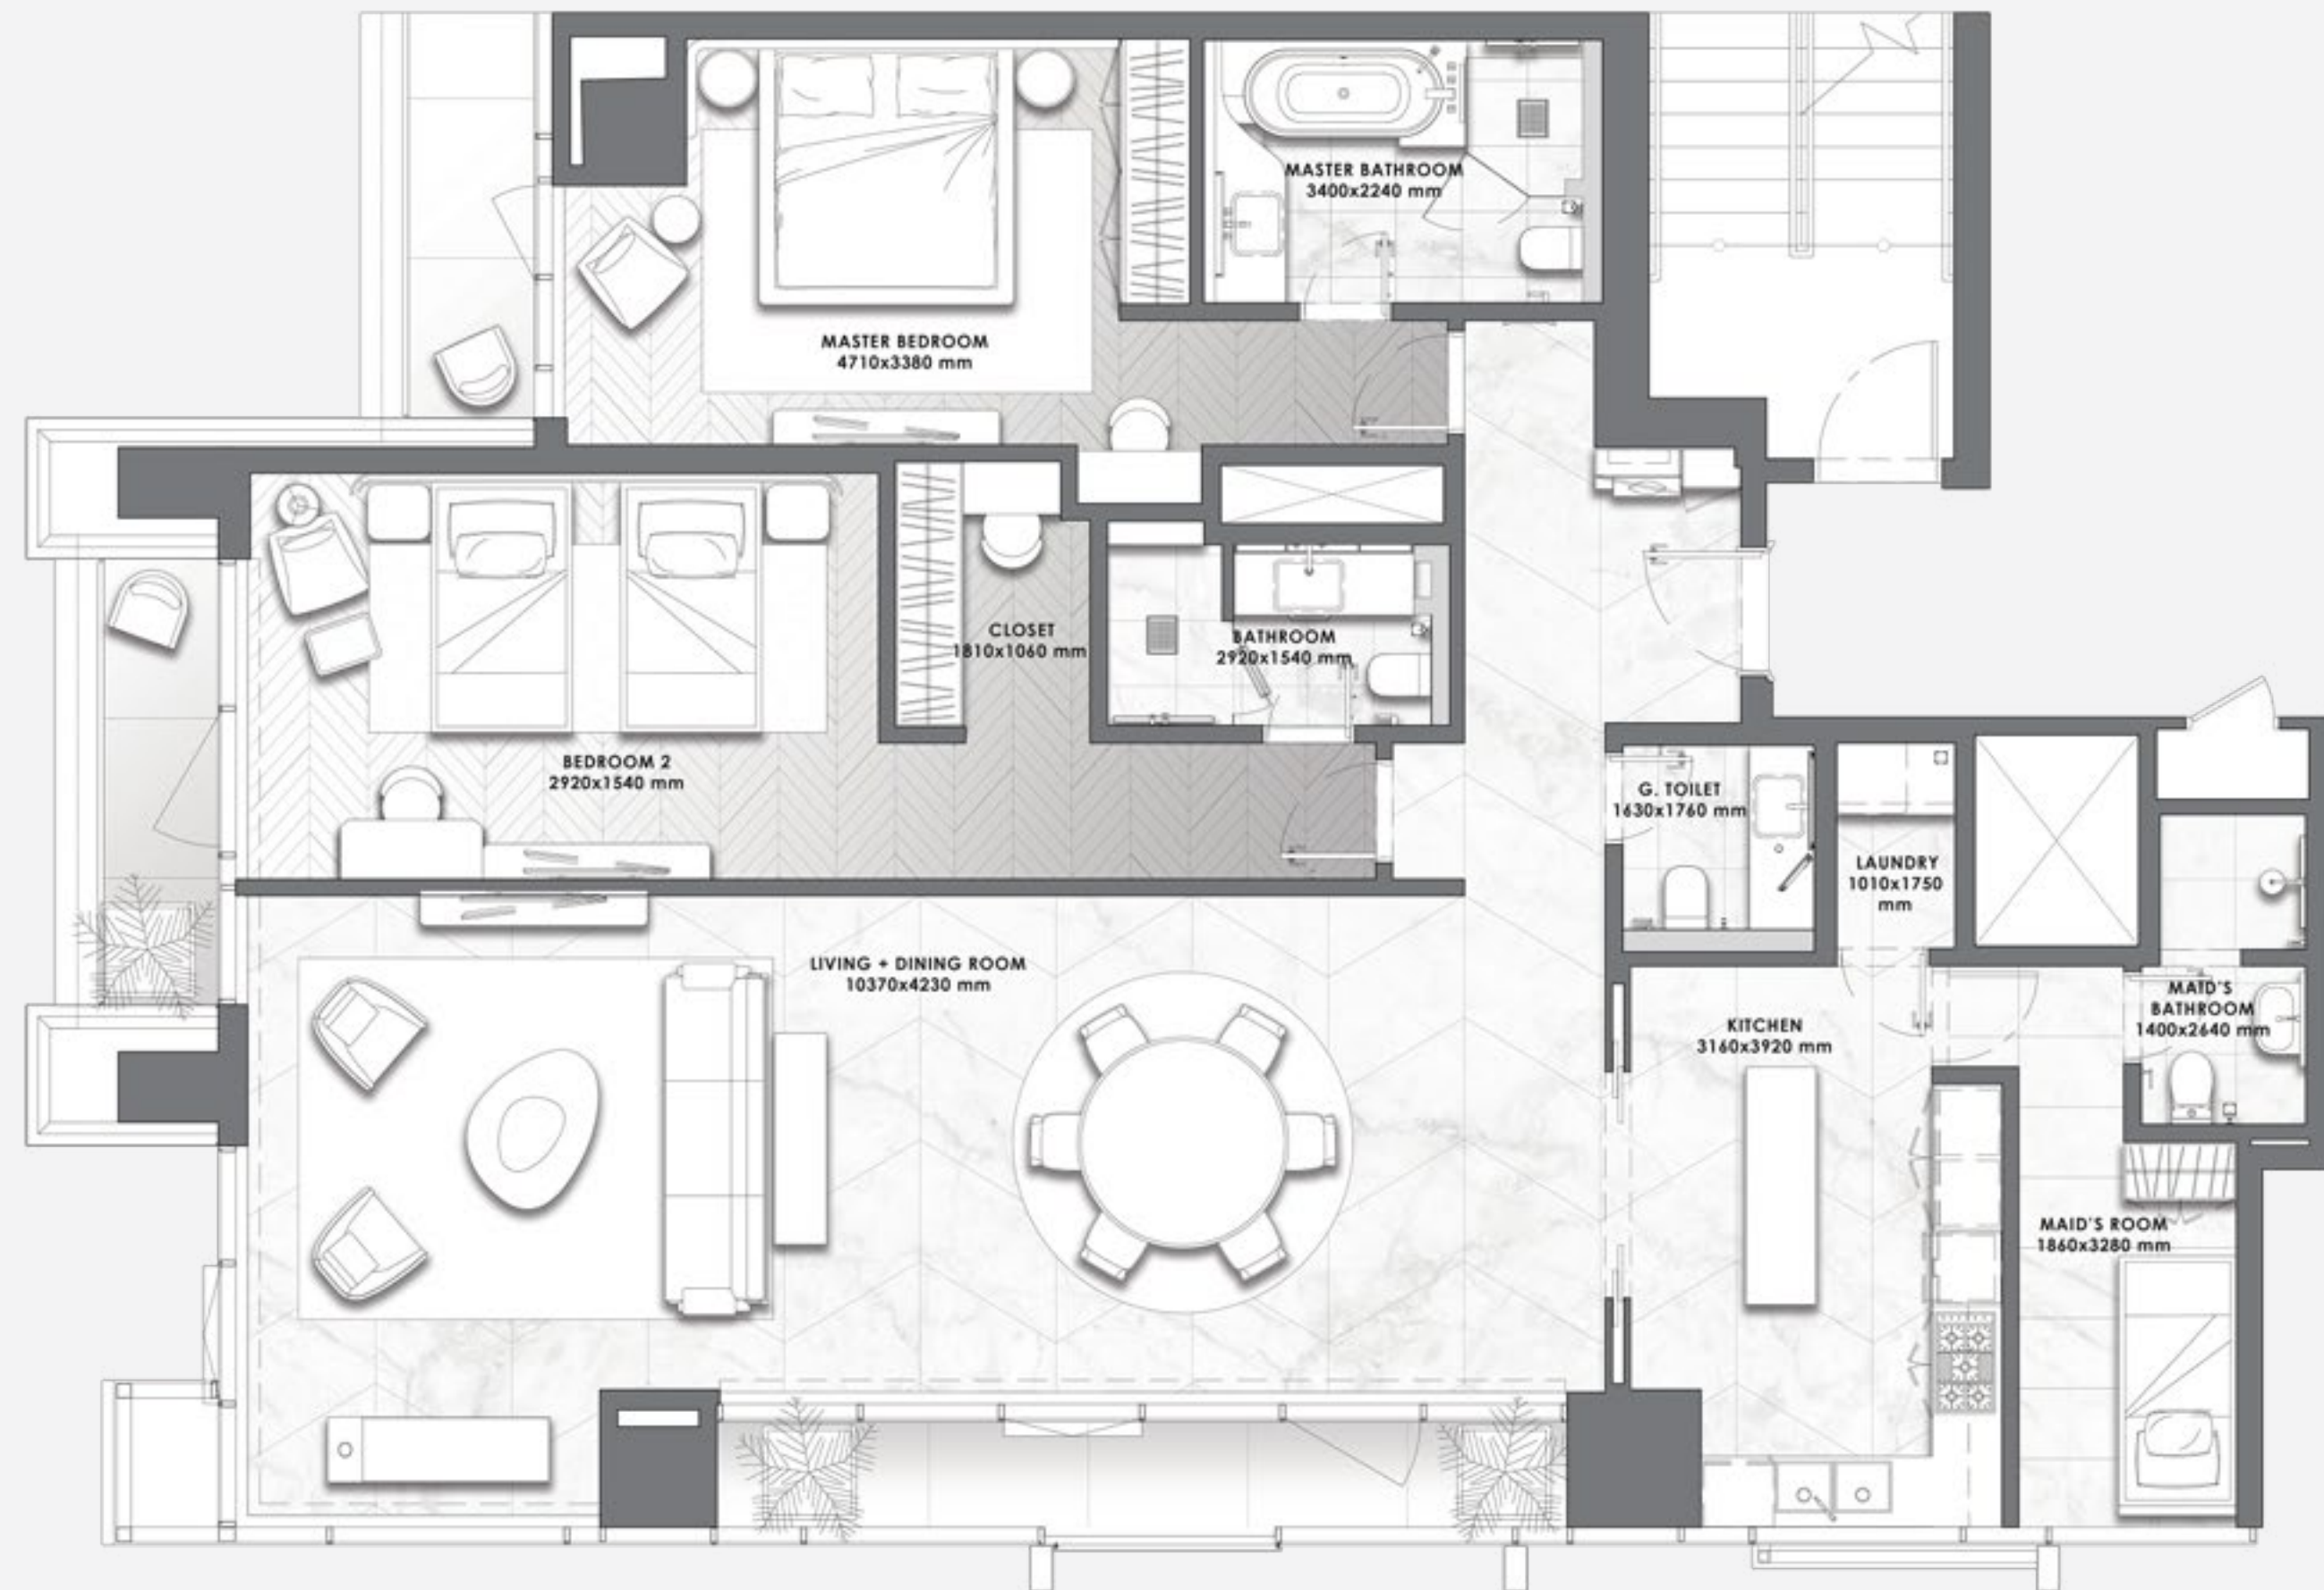 MASTER BATHROOM
3400x2240 mm
MASTER BEDROOM
4710x3380 mm
CLOSET
1810x1060 mm
BATHROOM
2920x1540 mm
BEDROOM 2
2920x1540 mm
G. TOILET
1630x1760 mm
LAUNDRY
1010x1750
mm
LIVING + DINING ROOM
10370x4230 mm
KITCHEN
3160x3920 mm
MAID'S
BATHROOM
1400x2640 mm
MAID'S ROOM
1860x3280 mm